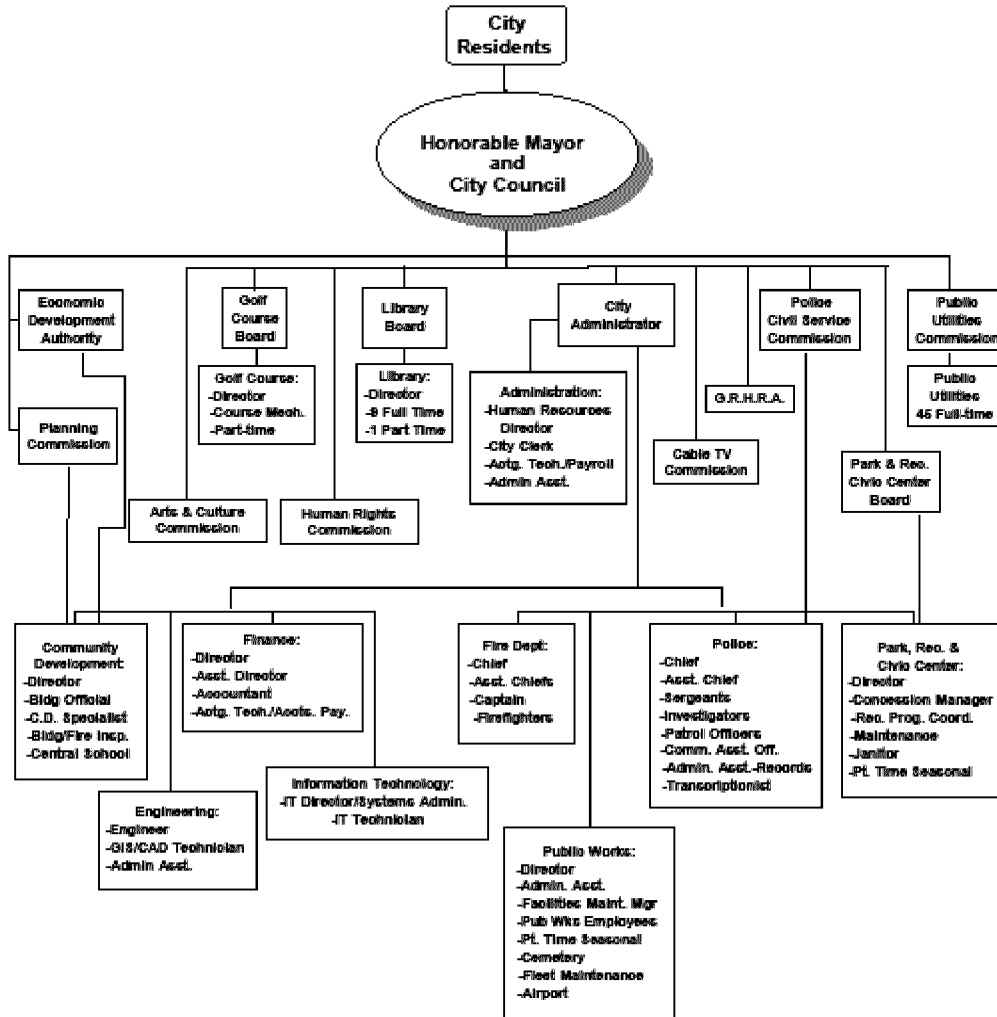 City
Residents
Honorable Mayor
and
City Council
Economic
Development
Authority
Golf
Course
Board
Library
Board
City
Administrator
Police
Civil Service
Commission
Public
Utilities
Commission
Golf Course:
-Director
-Course Mech.
-Part-time
Library:
-Director
-9 Full Time
-1 Part Time
Administration:
-Human Resources
Director
-City Clerk
-Actg. Tech./Payroll
-Admin Asst.
G.R.H.R.A.
Public
Utilities
45 Full-time
Planning
Commission
Cable TV
Commission
Park & Rec.
Civic Center
Board
Arts & Culture
Commission
Human Rights
Commission
Community
Development:
-Director
-Bldg Official
-C.D. Specialist
-Bldg/Fire Insp.
-Central School
Finance:
-Director
-Asst. Director
-Accountant
-Actg. Tech./Accts. Pay.
Fire Dept:
-Chief
-Asst. Chiefs
-Captain
-Firefighters
Police:
-Chief
-Asst. Chief
-Sergeants
-Investigators
-Patrol Officers
-Comm. Asst. Off.
-Admin. Asst.-Records
-Transcriptionist
Park, Rec. &
Civic Center:
-Director
-Concession Manager
-Rec. Prog. Coord.
-Maintenance
-Janitor
-Pt. Time Seasonal
Engineering:
-Engineer
-GIS/CAD Technician
-Admin Asst.
Information Technology:
-IT Director/Systems Admin.
-IT Technician
Public Works:
-Director
-Admin. Asst.
-Facilities Maint. Mgr
-Pub Wks Employees
-Pt. Time Seasonal
-Cemetery
-Fleet Maintenance
-Airport